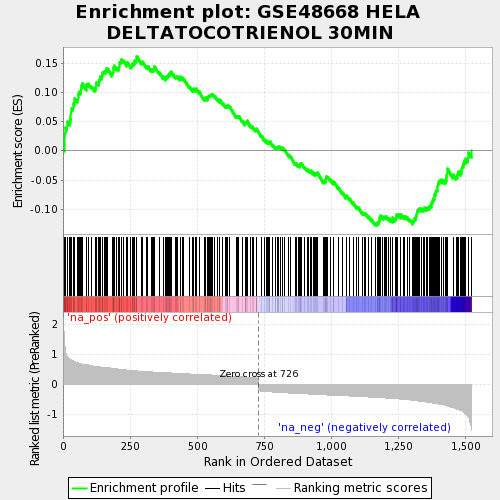 Enrichment plot: GSE48668 HELA
DELTATOCOTRIENOL 30MIN
Enrichment score (ES)
0.15
0.10
0.05
0.00
-0.05
-0.10
Ranked list metric (PreRanked)
2
1
0
-1
'na_pos' (positively correlated)
Zero cross at 726
'na_neg' (negatively correlated)
0
250
500
750
1,000
1,250
1,500
Rank in Ordered Dataset
Enrichment profile
Hits
Ranking metric scores